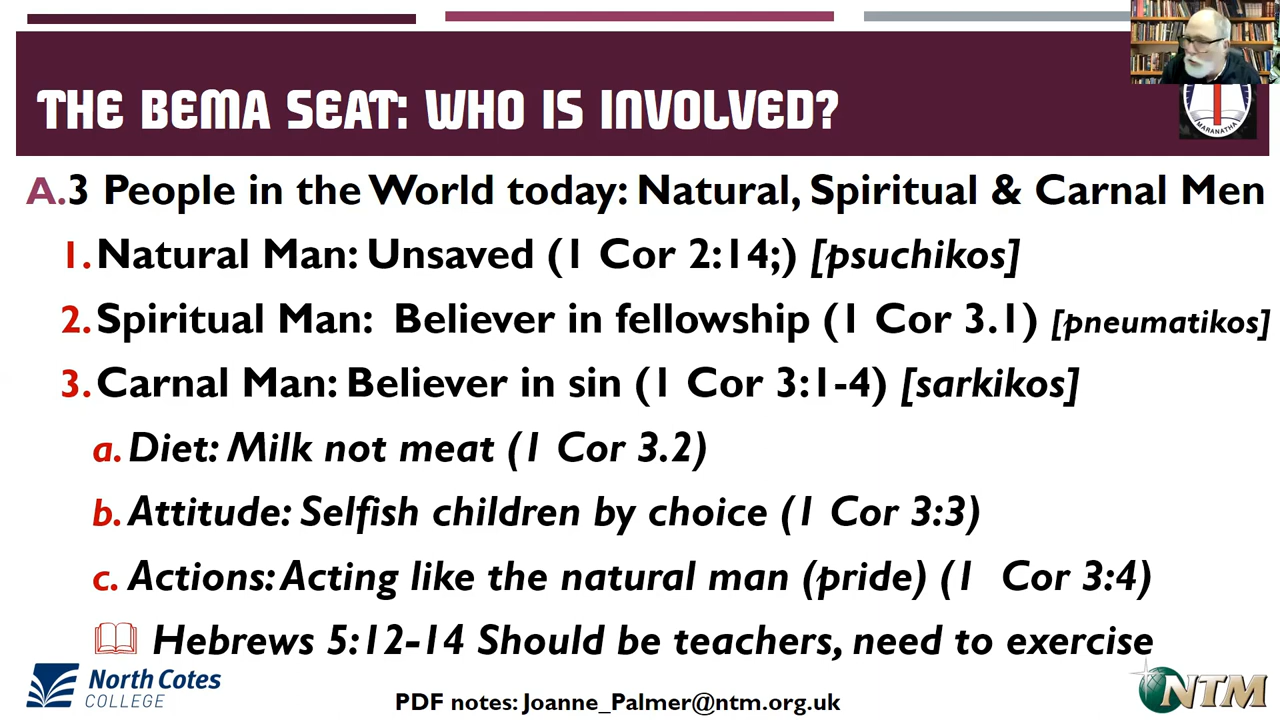 THE BEMA SEAT: WHO IS INVOLVED?
MARANATHA
A.3 People in the World today: Natural, Spiritual & Carnal Men
1. Natural Man: Unsaved (1 Cor 2:14;) [psuchikos]
2. Spiritual Man: Believer in fellowship (1 Cor 3.1) [pneumatikos]
3. Carnal Man: Believer in sin (1 Cor 3:1-4) [sarkikos]
a. Diet: Milk not meat (1 Cor 3.2)
b. Attitude: Selfish children by choice (1 Cor 3:3)
c. Actions: Acting like the natural man (pride) (1 Cor 3:4)
Hebrews 5:12-14 Should be teachers, need to exercise
North Cotes
COLLEGE
PDF notes: Joanne_Palmer@ntm.org.uk
NTM